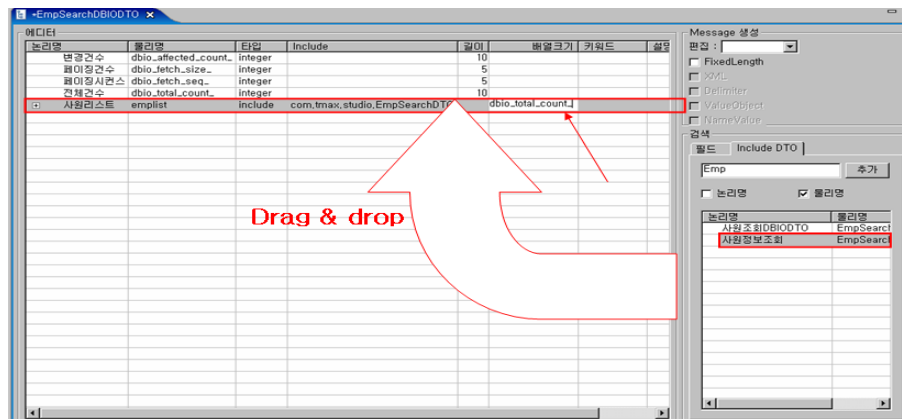 *EmpSearchDBIODTO
에디터
논리명 물리명 타입 Include 길이 배열크기 키워드 설명
변경건수 dbio_affected_count_ integer 10
페이징건수 dbio_fetch_size_ integer 5
페이징시퀀스 dbio_fetch_seq_ integer 5
전체건수 dbio_total_count_ integer 10
사원리스트 emplist include com.tmax.studio.EmpSearchDTO dbio_total_count_
Drag & drop
Message 생성
편집 :
FixedLength
XML
Delimiter
ValueObject
NameValue
검색
필드 Include DTO
Emp 추가
논리명 물리명
논리명 물리명
사원조회DBIODTO EmpSearch
사원정보조회 EmpSearch